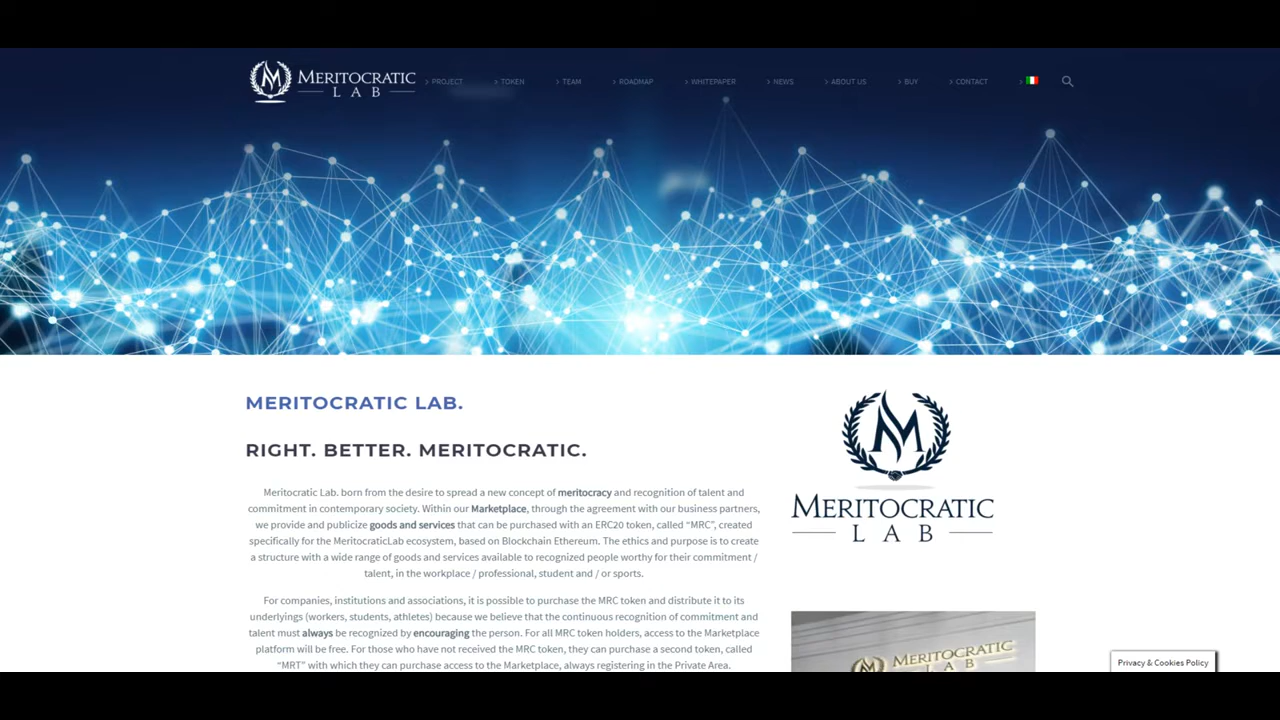 MERITOCRATIC
LAB
PROJECT
TOKEN
TEAM
ROADMAP
WHITEPAPER
NEWS
ABOUT US
BUY
CONTACT
MERITOCRATIC LAB.
RIGHT. BETTER. MERITOCRATIC.
Meritocratic Lab. born from the desire to spread a new concept of meritocracy and recognition of talent and
commitment in contemporary society. Within our Marketplace, through the agreement with our business partners,
we provide and publicize goods and services that can be purchased with an ERC20 token, called “MRC”, created
specifically for the MeritocraticLab ecosystem, based on Blockchain Ethereum. The ethics and purpose is to create
a structure with a wide range of goods and services available to recognized people worthy for their commitment /
talent, in the workplace / professional, student and / or sports.
For companies, institutions and associations, it is possible to purchase the MRC token and distribute it to its
underlyings (workers, students, athletes) because we believe that the continuous recognition of commitment and
talent must always be recognized by encouraging the person. For all MRC token holders, access to the Marketplace
platform will be free. For those who have not received the MRC token, they can purchase a second token, called
“MRT” with which they can purchase access to the Marketplace, always registering in the Private Area.
MERITOCRATIC
LAB
MERITOCRATIC
LAB
Privacy & Cookies Policy